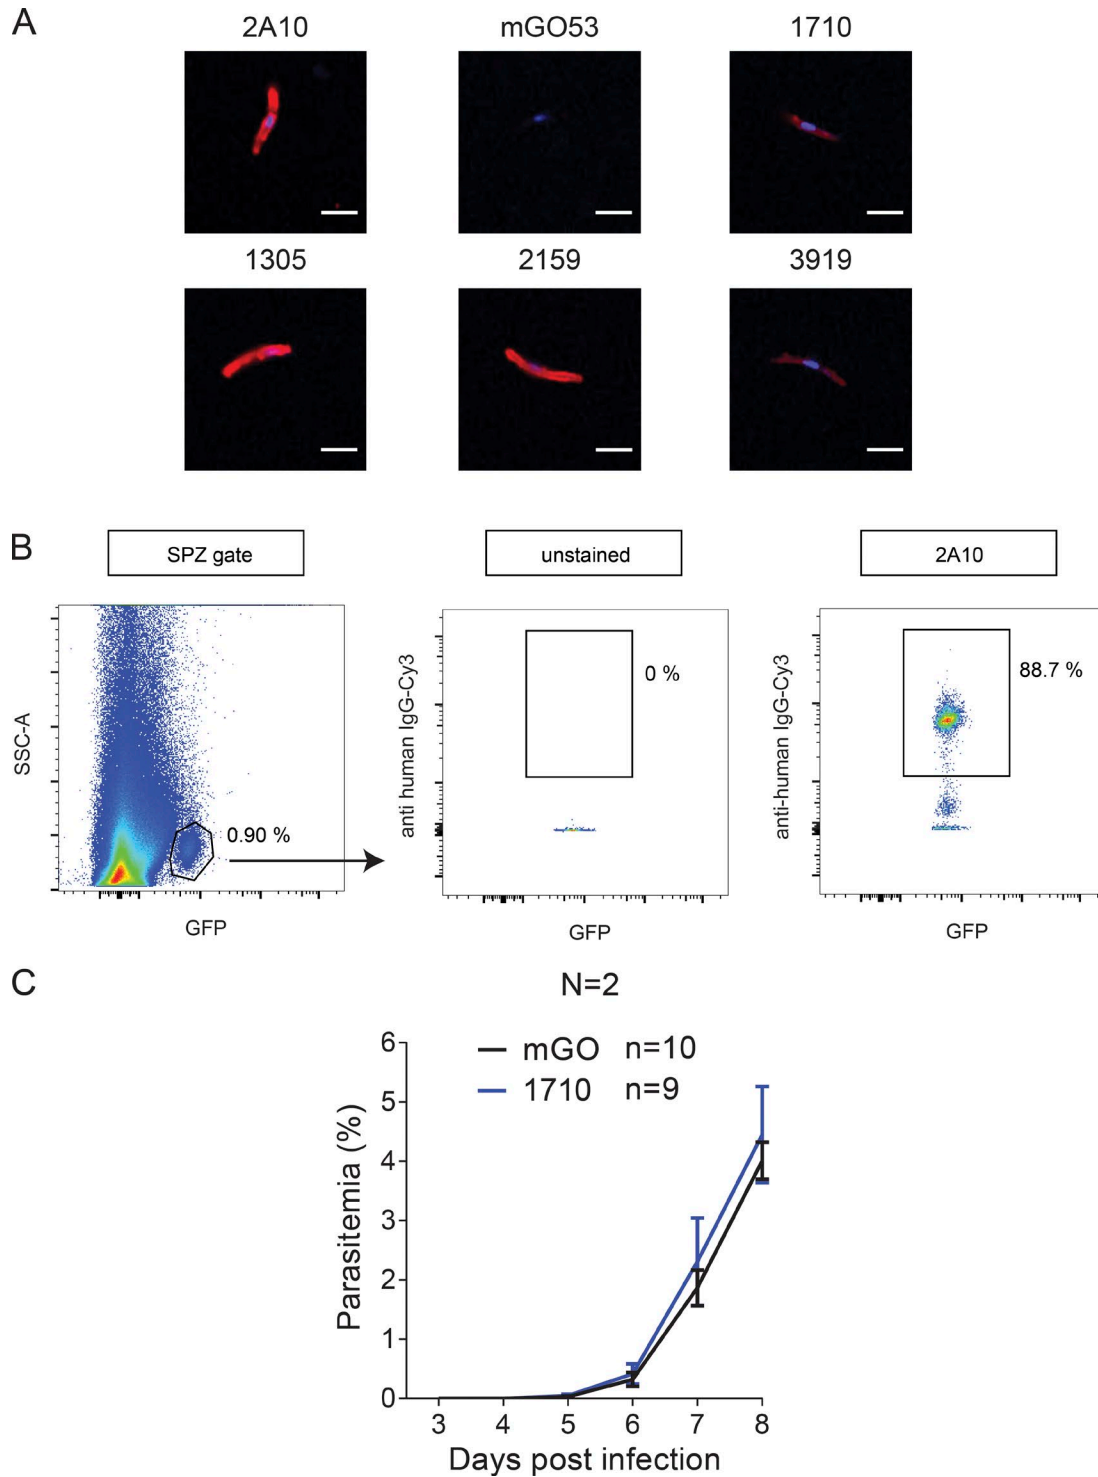 A
2A10 mGO53 1710
1305 2159 3919
B
SPZ gate unstained 2A10
SSC-A
0.90 %
GFP
anti human IgG-Cy3
0 %
GFP
anti-human IgG-Cy3
88.7 %
GFP
C
N=2
mGO n=10
1710 n=9
Parasitemia (%)
6
5
4
3
2
1
0
3 4 5 6 7 8
Days post infection